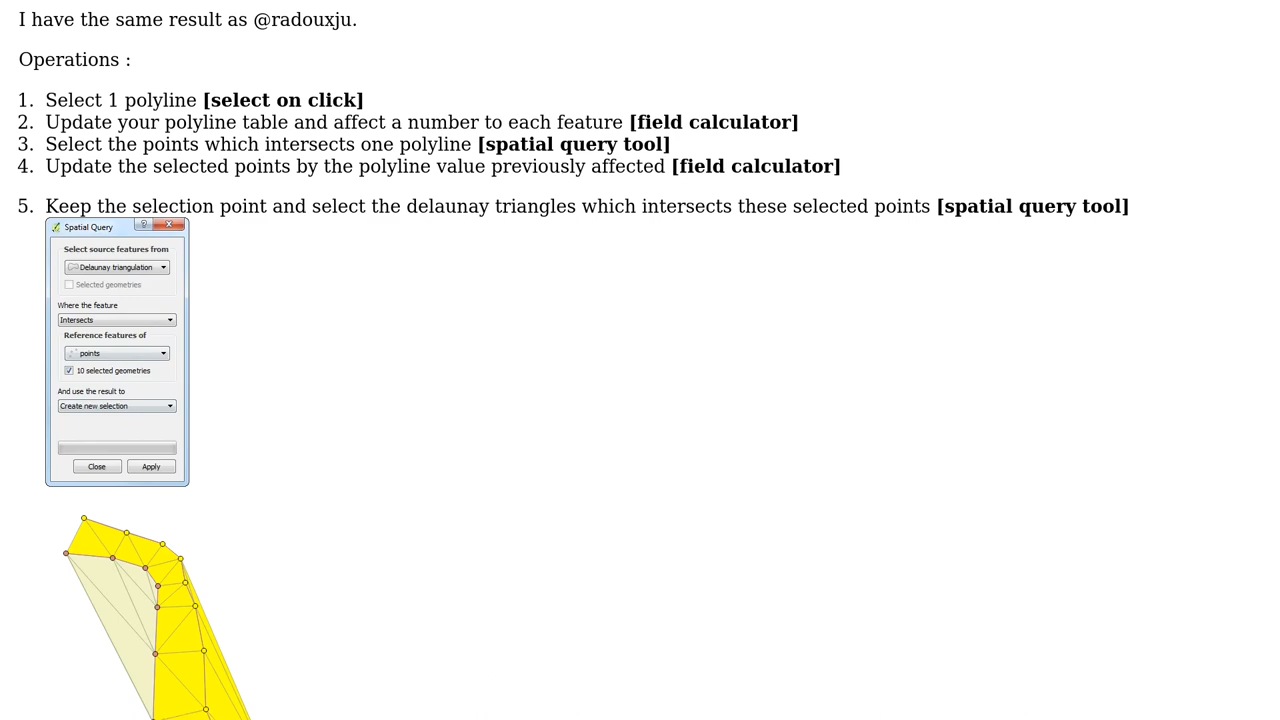 I have the same result as @radouxju.
Operations :
1. Select 1 polyline [select on click]
2. Update your polyline table and affect a number to each feature [field calculator]
3. Select the points which intersects one polyline [spatial query tool]
4. Update the selected points by the polyline value previously affected [field calculator]
5. Keep the selection point and select the delaunay triangles which intersects these selected points [spatial query tool]
Spatial Query
Select source features from
Delaunay triangulation
Selected geometries
Where the feature
Intersects
Reference features of
points
10 selected geometries
And use the result to
Create new selection
Close Apply